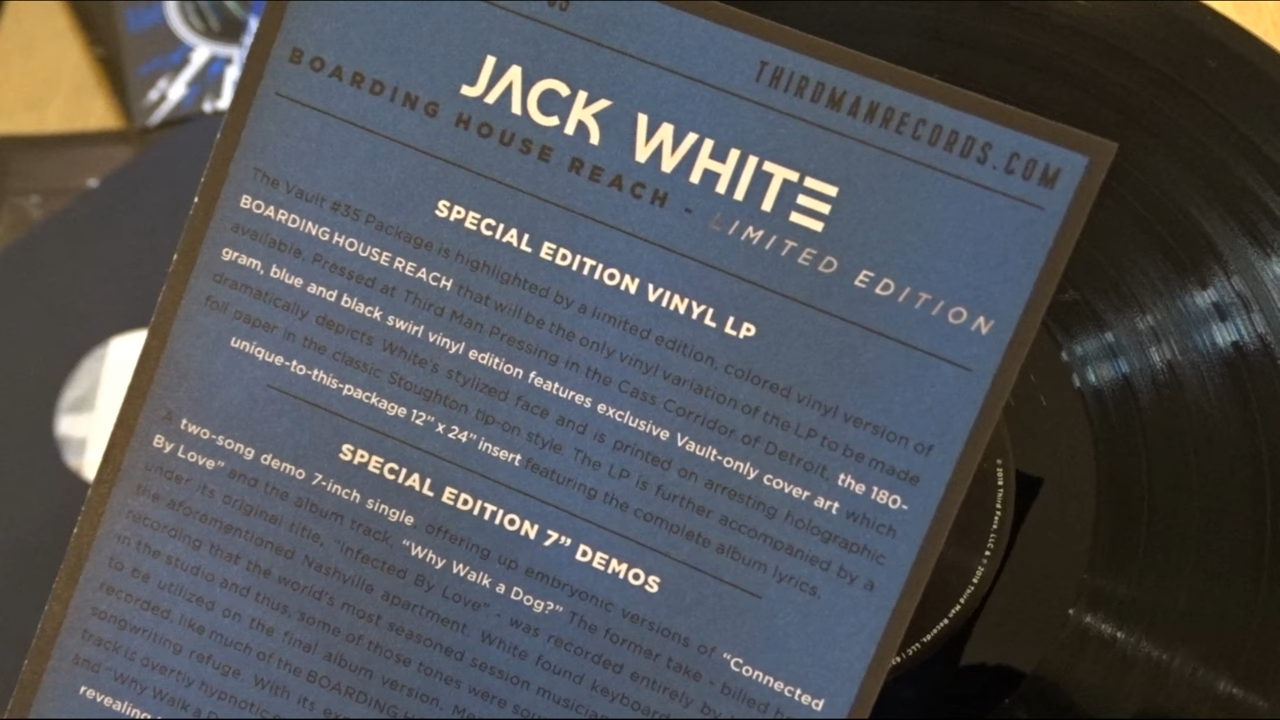 35
THIRDMANRECORDS.COM
JACK WHITE
BOARDING HOUSE REACH - LIMITED EDITION
SPECIAL EDITION VINYL LP
The Vault #35 Package is highlighted by a limited edition, colored vinyl version of
BOARDING HOUSE REACH that will be the only vinyl variation of the LP to be made
available. Pressed at Third Man Pressing in the Cass Corridor of Detroit, the 180-
gram, blue and black swirl vinyl edition features exclusive Vault-only cover art which
dramatically depicts White's stylized face and is printed on arresting holographic
foil paper in the classic Stoughton tip-on style. The LP is further accompanied by a
unique-to-this-package 12" x 24" insert featuring the complete album lyrics.
SPECIAL EDITION 7" DEMOS
A two-song demo 7-inch single, offering up embryonic versions of "Connected
By Love" and the album track, "Why Walk a Dog?" The former take - billed
under its original title, "Infected By Love" - was recorded entirely by
the aforementioned Nashville apartment. White found keyboard
recording that the world's most seasoned session
in the studio and thus, some of those tones were
to be utilized on the final album version.
recorded, like much of the BOARDING
songwriting refuge. With its
track is overtly hypnotic
and "Why Walk a
revealing
℗ 2018 Third Man Records, LLC